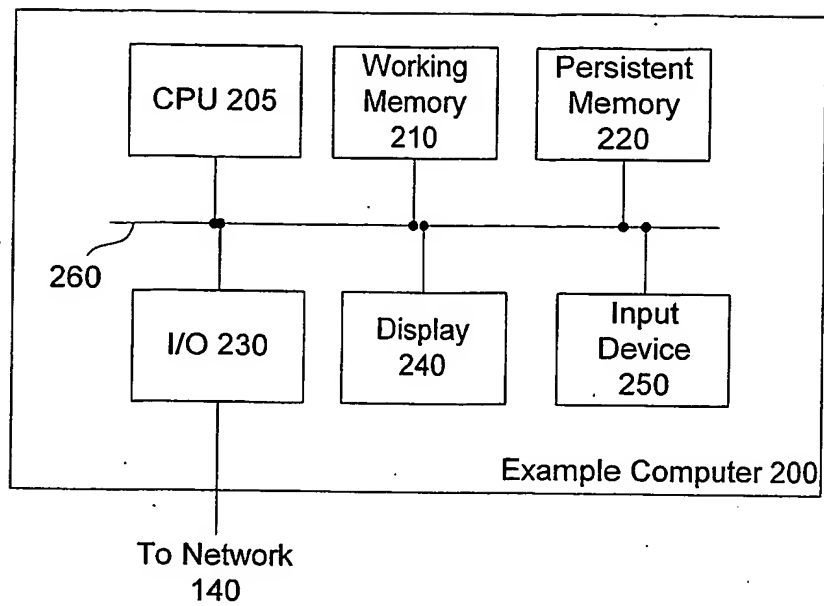 CPU 205
Working
Memory
210
Persistent
Memory
220
260
I/O 230
Display
240
Input
Device
250
Example Computer 200
To Network
140